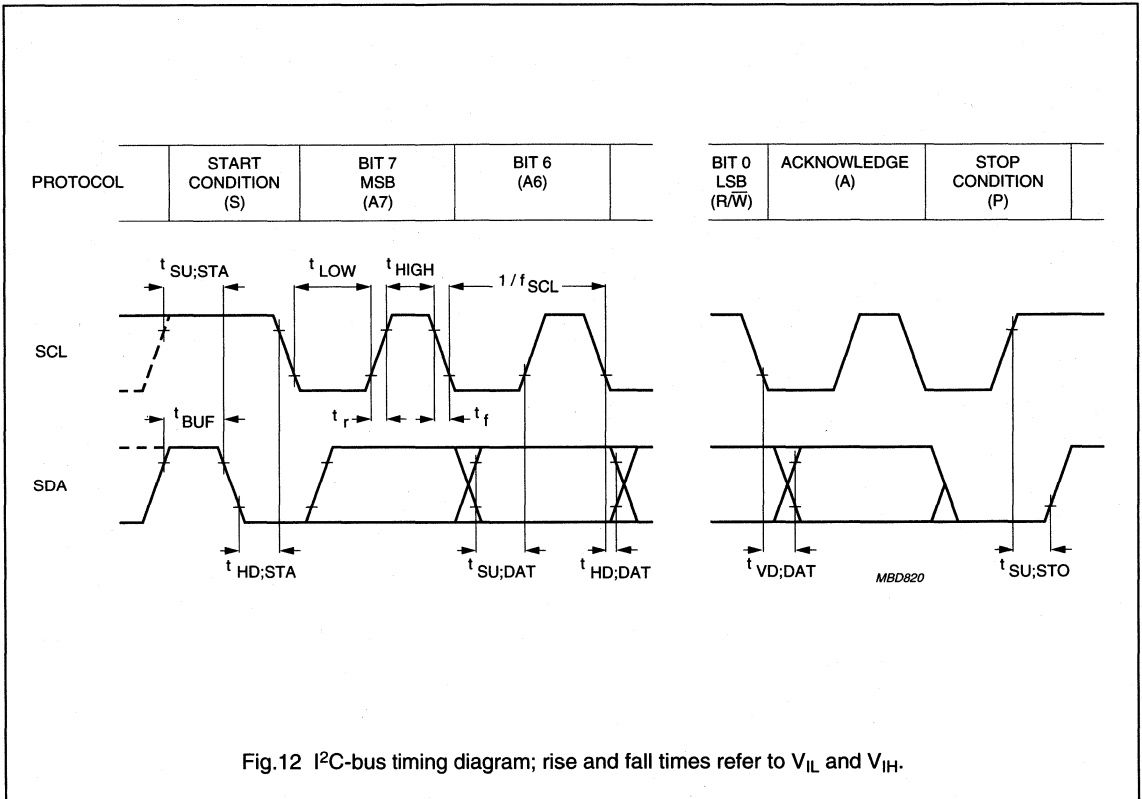 PROTOCOL
START CONDITION (S)
BIT 7 MSB (A7)
BIT 6 (A6)
BIT 0 LSB (R/W̅)
ACKNOWLEDGE (A)
STOP CONDITION (P)
t SU;STA
t LOW
t HIGH
1 / f SCL
SCL
t BUF
t r
t f
SDA
t HD;STA
t SU;DAT
t HD;DAT
t VD;DAT
MBD820
t SU;STO
Fig.12 I²C-bus timing diagram; rise and fall times refer to VIL and VIH.